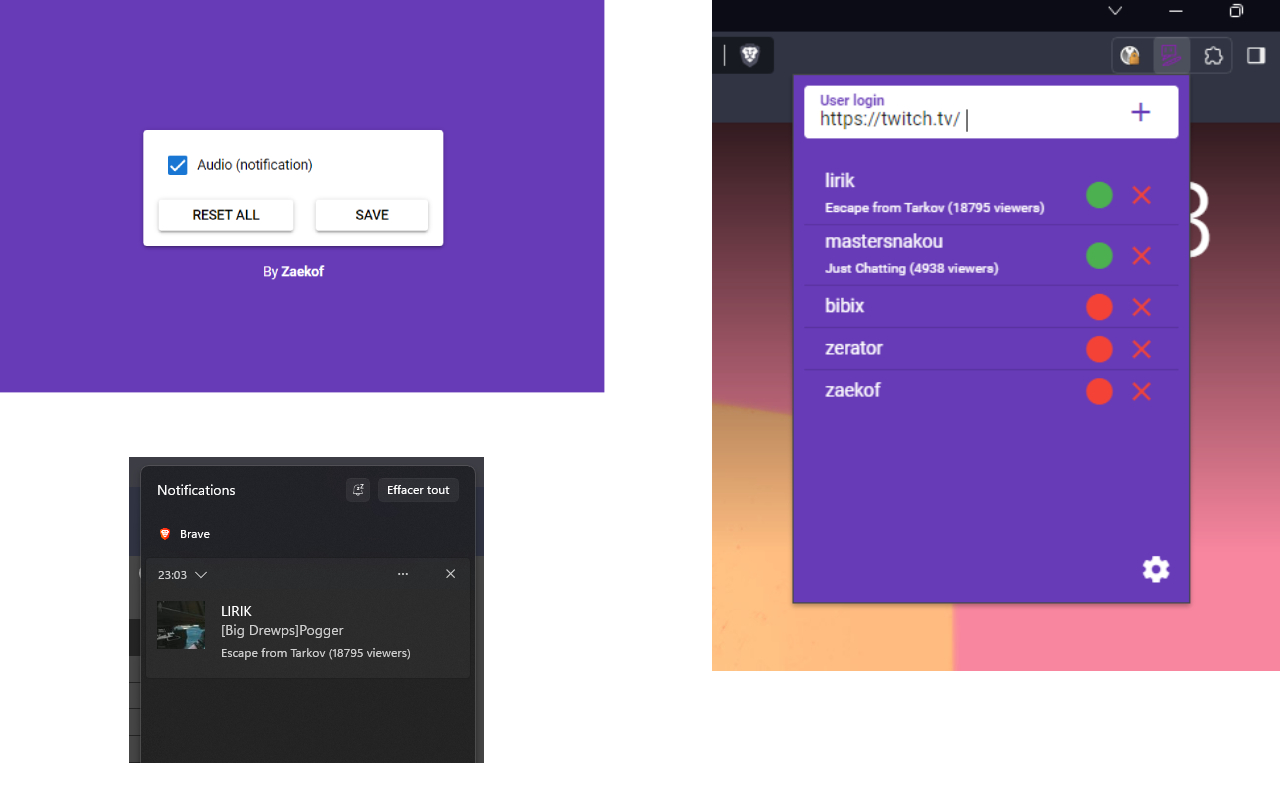 Audio (notification)
RESET ALL
SAVE
By Zaekof
Notifications
Effacer tout
Brave
23:03
LIRIK
[Big Drewps]Pogger
Escape from Tarkov (18795 viewers)
User login
https://twitch.tv/
lirik
Escape from Tarkov (18795 viewers)
mastersnakou
Just Chatting (4938 viewers)
bibix
zerator
zaekof